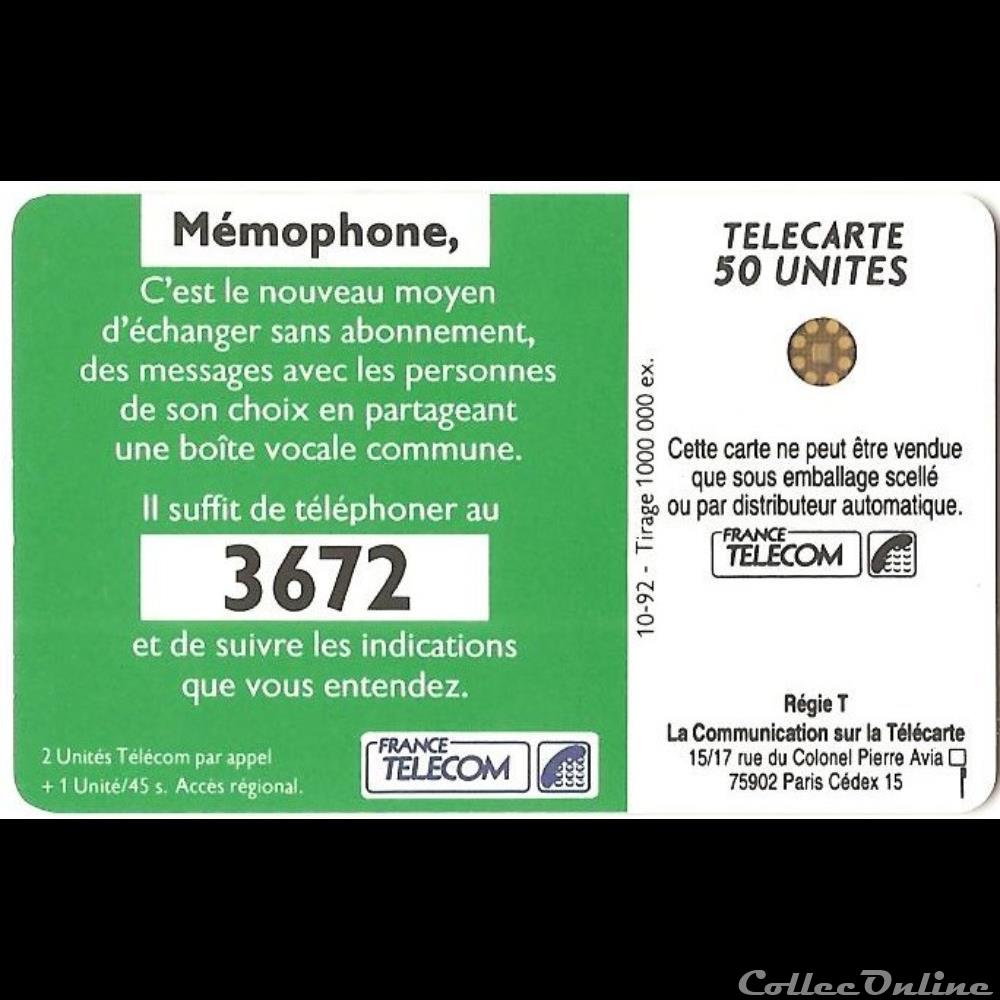 Mémophone,
C'est le nouveau moyen
d'échanger sans abonnement,
des messages avec les personnes
de son choix en partageant
une boîte vocale commune.
Il suffit de téléphoner au
3672
et de suivre les indications
que vous entendez.
2 Unités Télécom par appel
+ 1 Unité/45 s. Accès régional.
FRANCE
TELECOM
10-92 - Tirage 1000 000 ex.
TELECARTE
50 UNITES
Cette carte ne peut être vendue
que sous emballage scellé
ou par distributeur automatique.
FRANCE
TELECOM
Régie T
La Communication sur la Télécarte
15/17 rue du Colonel Pierre Avia
75902 Paris Cédex 15
CollecOnline